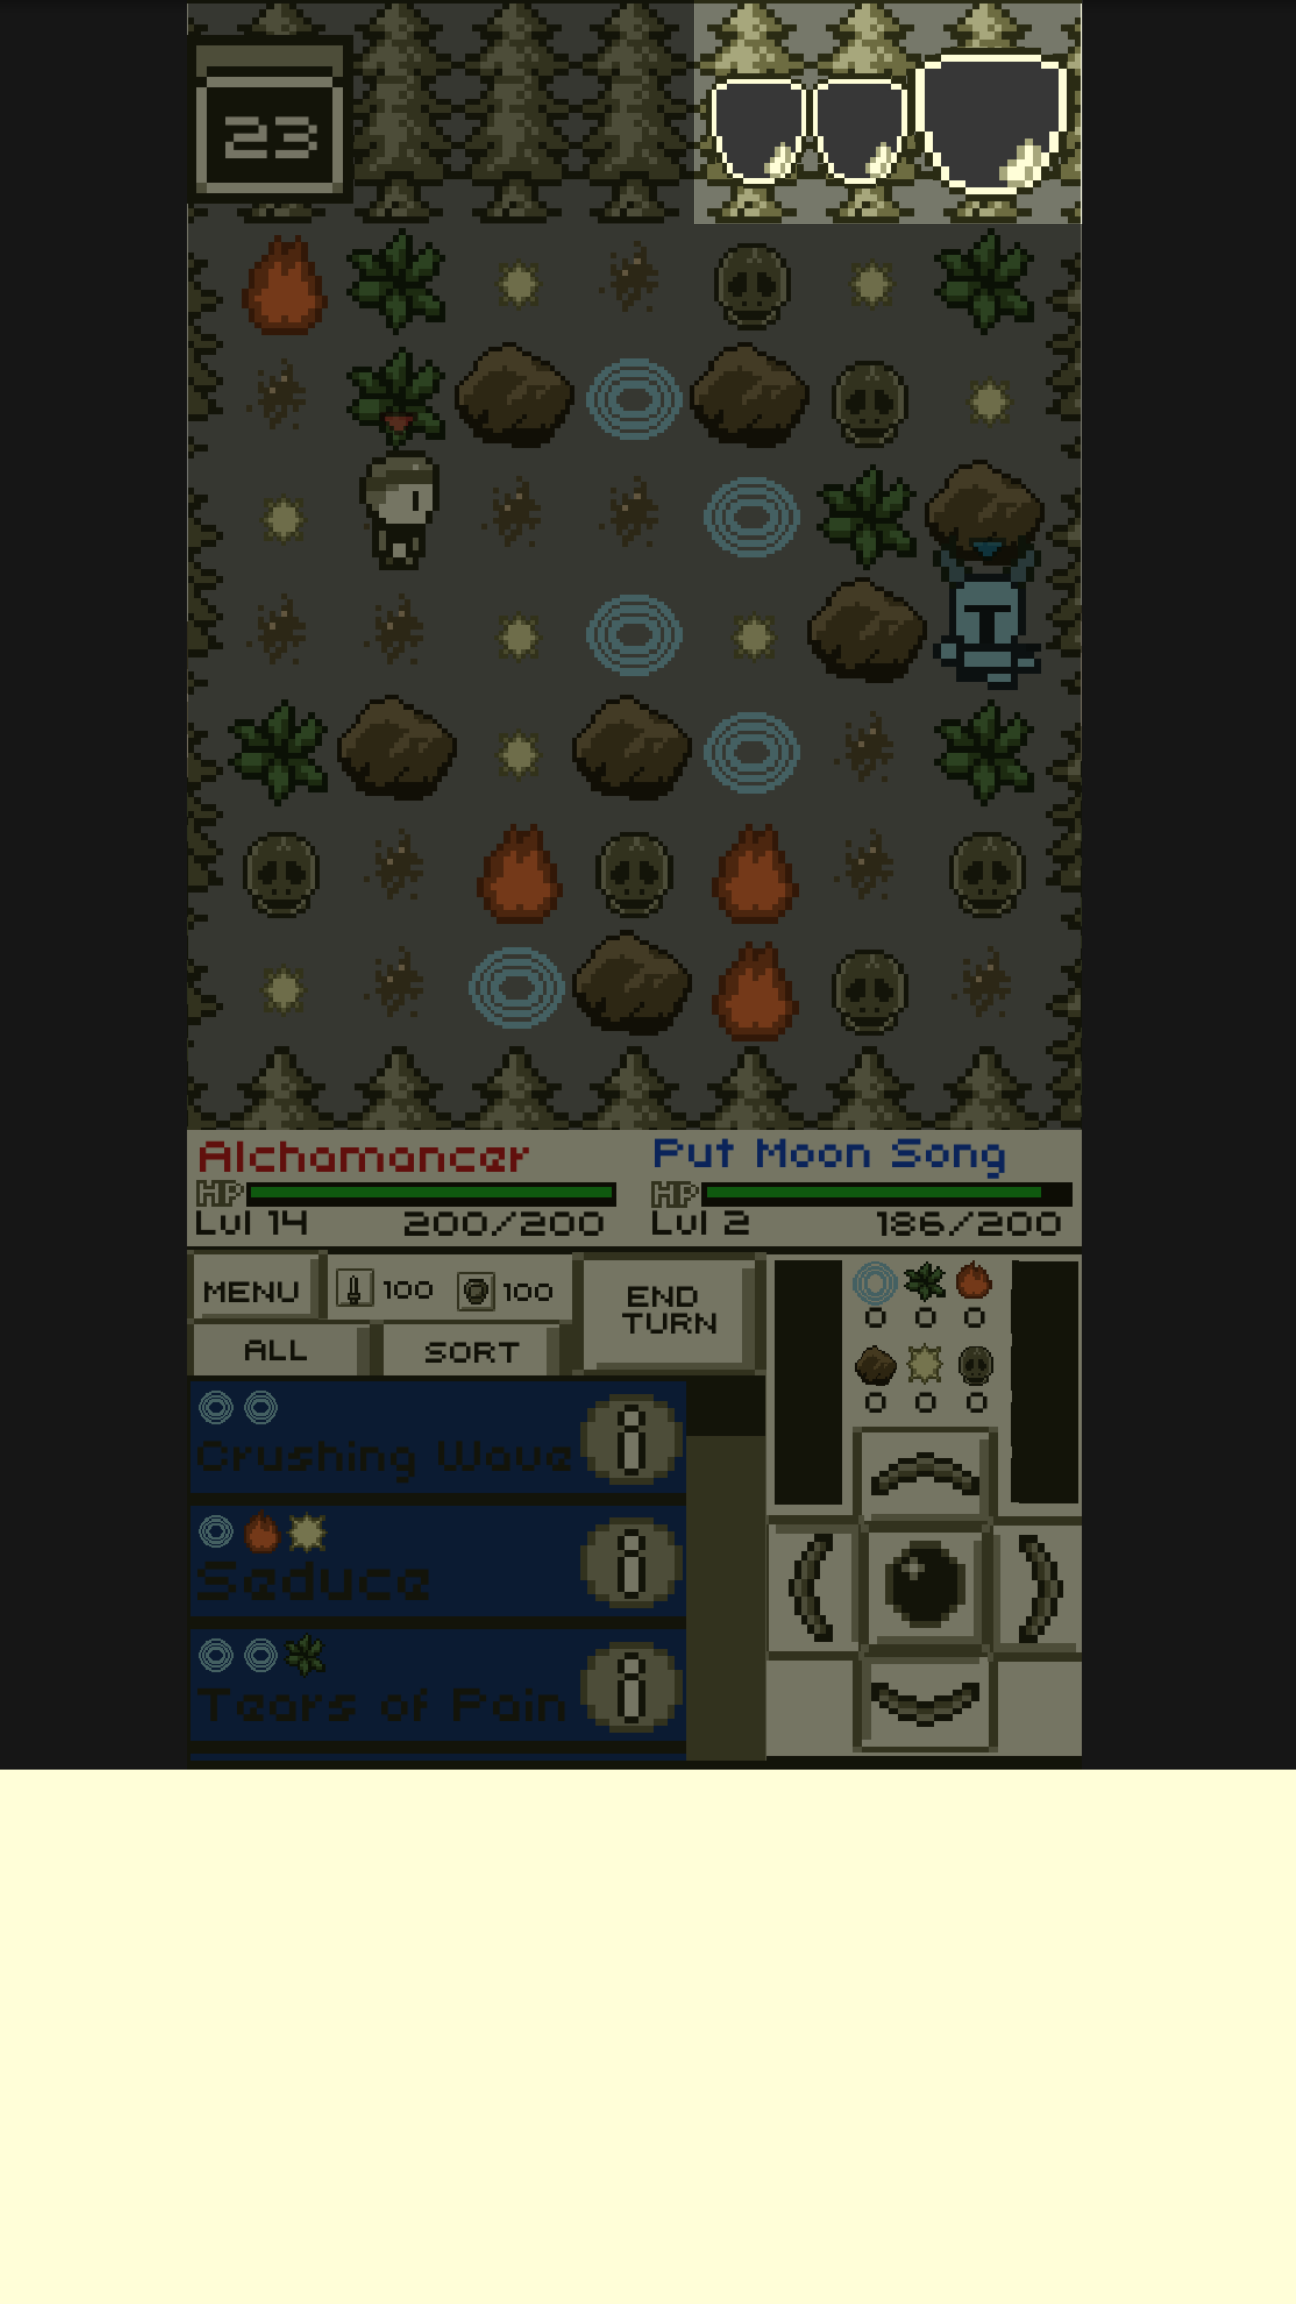 23
Alchamancer
Put Moon Song
HP
HP
Lvl 14 200/200
Lvl 2 186/200
MENU
100
100
END
TURN
ALL
SORT
0 0 0
0 0 0
Crushing Wave
i
Seduce
i
Tears of Pain
i